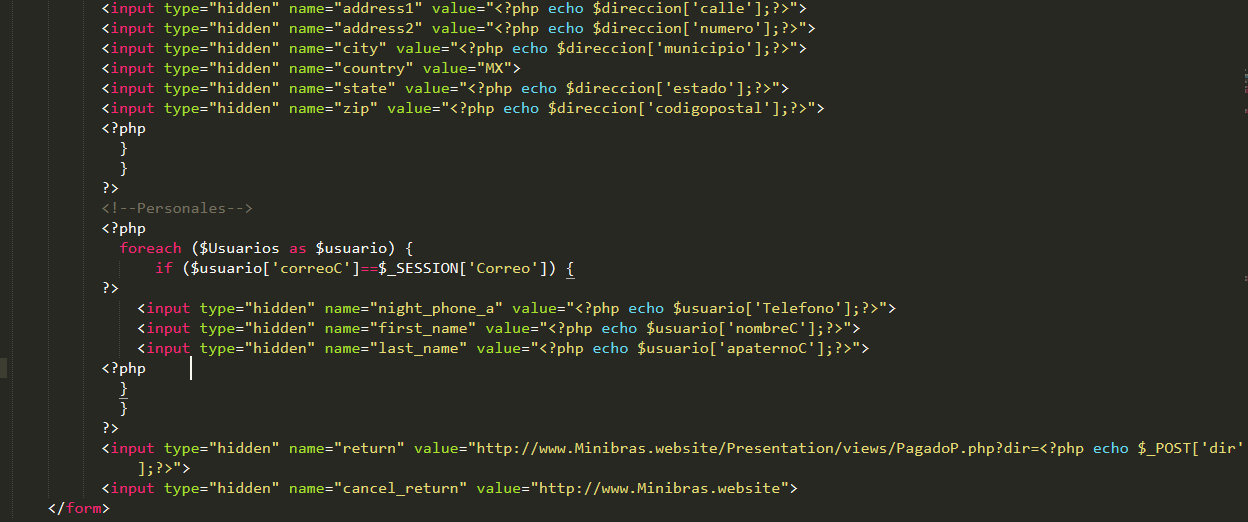 <input type="hidden" name="address1" value="<?php echo $direccion['calle'];?>">
<input type="hidden" name="address2" value="<?php echo $direccion['numero'];?>">
<input type="hidden" name="city" value="<?php echo $direccion['municipio'];?>">
<input type="hidden" name="country" value="MX">
<input type="hidden" name="state" value="<?php echo $direccion['estado'];?>">
<input type="hidden" name="zip" value="<?php echo $direccion['codigopostal'];?>">
<?php
}
}
?>
<!--Personales-->
<?php
foreach ($Usuarios as $usuario) {
if ($usuario['correoC']==$_SESSION['Correo']) {
?>
<input type="hidden" name="night_phone_a" value="<?php echo $usuario['Telefono'];?>">
<input type="hidden" name="first_name" value="<?php echo $usuario['nombreC'];?>">
<input type="hidden" name="last_name" value="<?php echo $usuario['apaternoC'];?>">
<?php
}
}
?>
<input type="hidden" name="return" value="http://www.Minibras.website/Presentation/views/PagadoP.php?dir=<?php echo $_POST['dir'
];?>">
<input type="hidden" name="cancel_return" value="http://www.Minibras.website">
</form>